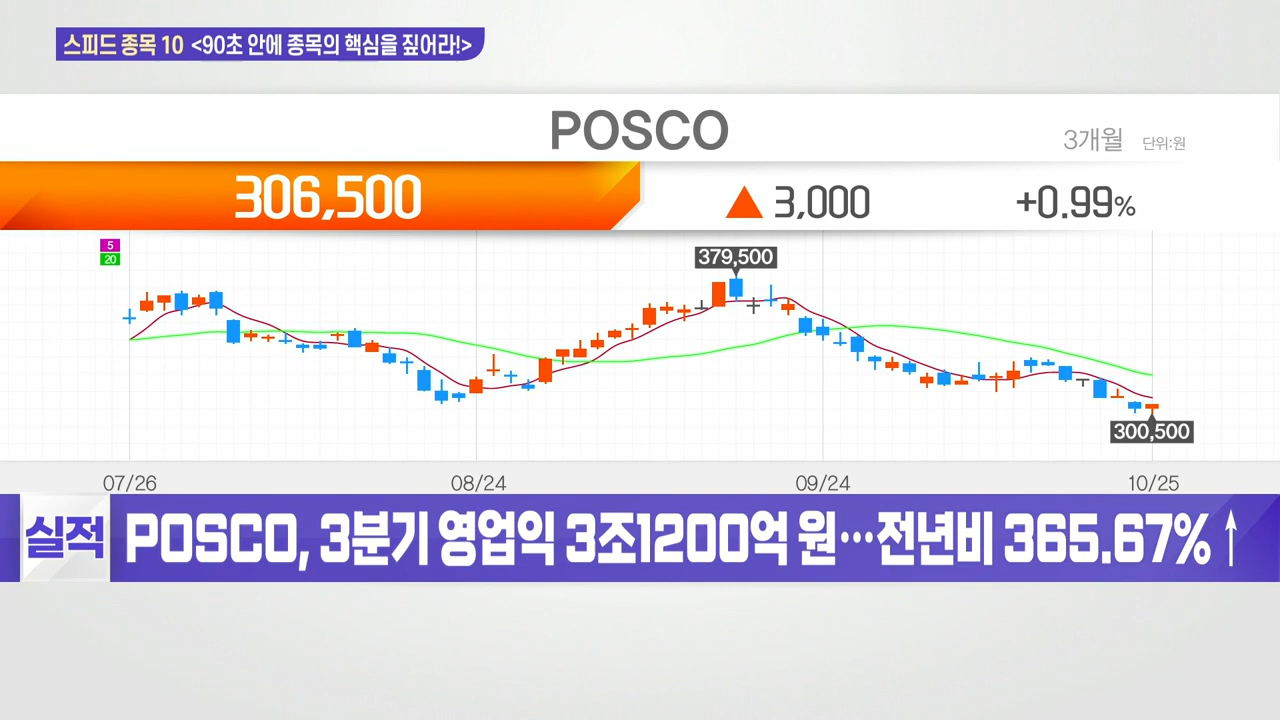 스피드 종목 10 <90초 안에 종목의 핵심을 짚어라!>
POSCO
3개월 단위:원
306,500 ▲ 3,000 +0.99%
5
20
379,500
300,500
07/26 08/24 09/24 10/25
실적 POSCO, 3분기 영업익 3조1200억 원…전년비 365.67%↑